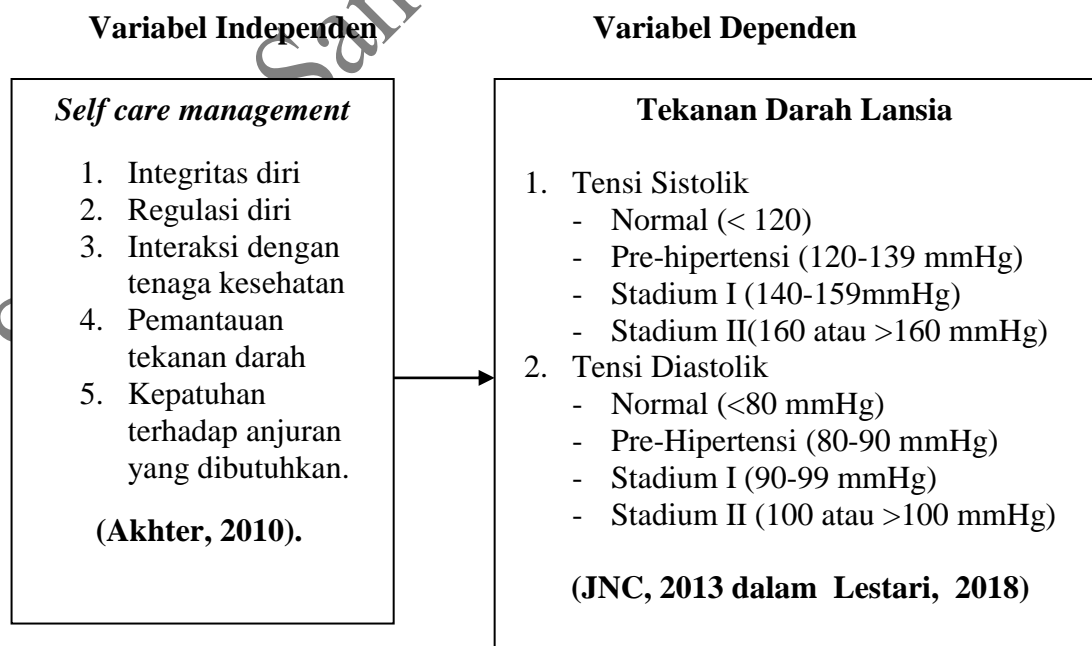 Variabel Independen
Self care management
1. Integritas diri
2. Regulasi diri
3. Interaksi dengan
tenaga kesehatan
4. Pemantauan
tekanan darah
5. Kepatuhan
terhadap anjuran
yang dibutuhkan.
(Akhter, 2010).
Variabel Dependen
Tekanan Darah Lansia
1. Tensi Sistolik
- Normal (< 120)
- Pre-hipertensi (120-139 mmHg)
- Stadium I (140-159mmHg)
- Stadium II(160 atau >160 mmHg)
2. Tensi Diastolik
- Normal (<80 mmHg)
- Pre-Hipertensi (80-90 mmHg)
- Stadium I (90-99 mmHg)
- Stadium II (100 atau >100 mmHg)
(JNC, 2013 dalam Lestari, 2018)